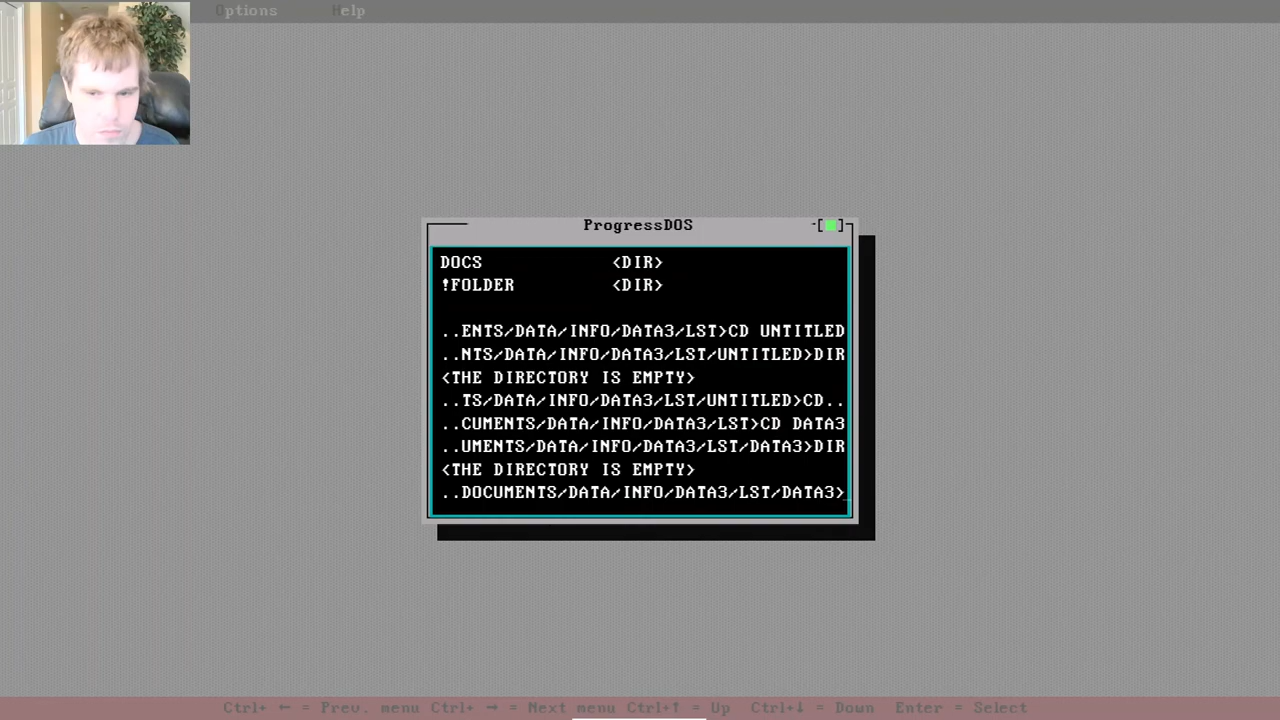 Options Help
ProgressDOS
DOCS <DIR>
!FOLDER <DIR>
..ENTS/DATA/INFO/DATA3/LST>CD UNTITLED
..NTS/DATA/INFO/DATA3/LST/UNTITLED>DIR
<THE DIRECTORY IS EMPTY>
..TS/DATA/INFO/DATA3/LST/UNTITLED>CD..
..CUMENTS/DATA/INFO/DATA3/LST>CD DATA3
..UMENTS/DATA/INFO/DATA3/LST/DATA3>DIR
<THE DIRECTORY IS EMPTY>
..DOCUMENTS/DATA/INFO/DATA3/LST/DATA3>_
Ctrl+ ← = Prev. menu Ctrl+ → = Next menu Ctrl+↑ = Up Ctrl+↓ = Down Enter = Select